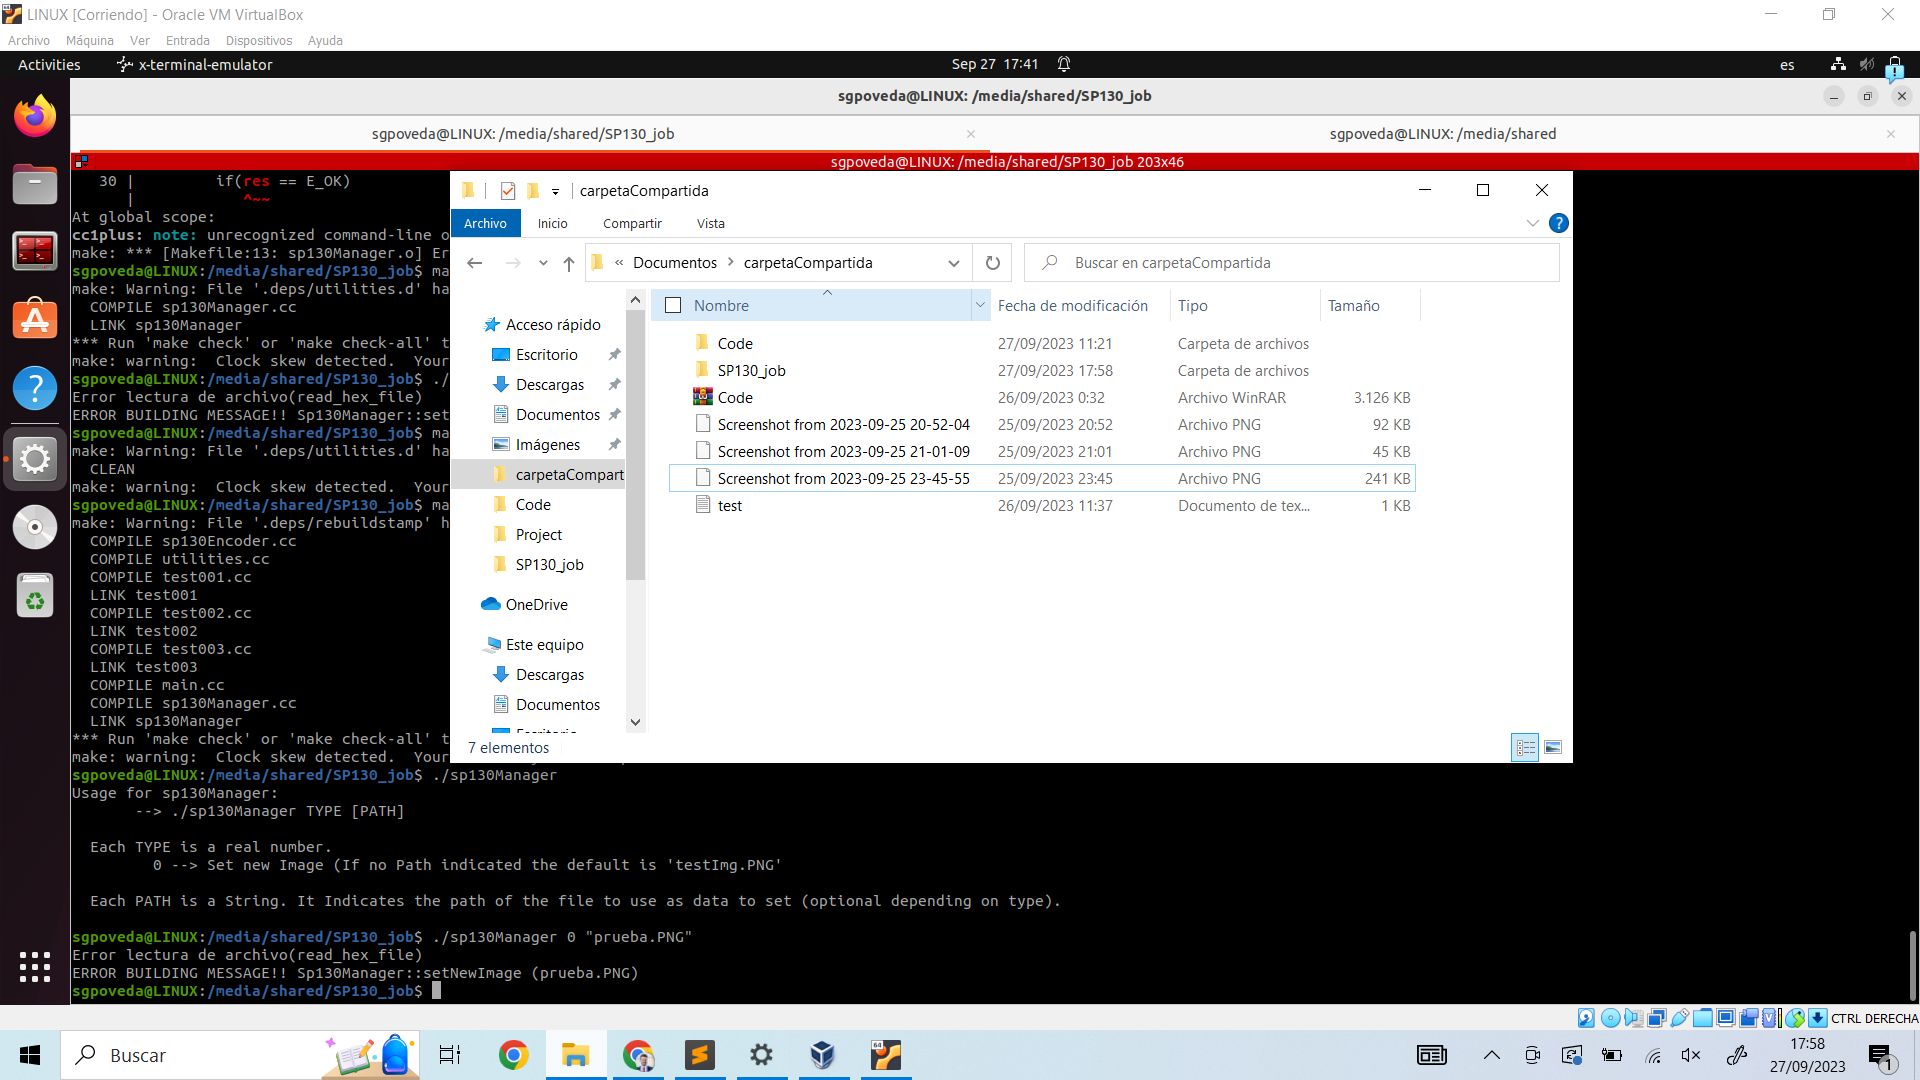 LINUX [Corriendo] - Oracle VM VirtualBox
Archivo Máquina Ver Entrada Dispositivos Ayuda
Activities x-terminal-emulator Sep 27 17:41 es
sgpoveda@LINUX: /media/shared/SP130_job
sgpoveda@LINUX: /media/shared/SP130_job × sgpoveda@LINUX: /media/shared ×
sgpoveda@LINUX: /media/shared/SP130_job 203x46
30 | if(res == E_OK)
| ^~~
At global scope:
cc1plus: note: unrecognized command-line o
make: *** [Makefile:13: sp130Manager.o] Er
sgpoveda@LINUX:/media/shared/SP130_job$ ma
make: Warning: File '.deps/utilities.d' ha
COMPILE sp130Manager.cc
LINK sp130Manager
*** Run 'make check' or 'make check-all' t
make: warning:  Clock skew detected.  Your
sgpoveda@LINUX:/media/shared/SP130_job$ ./
Error lectura de archivo(read_hex_file)
ERROR BUILDING MESSAGE!! Sp130Manager::set
sgpoveda@LINUX:/media/shared/SP130_job$ ma
make: Warning: File '.deps/utilities.d' ha
CLEAN
make: warning:  Clock skew detected.  Your
sgpoveda@LINUX:/media/shared/SP130_job$ ma
make: Warning: File '.deps/rebuildstamp' h
COMPILE sp130Encoder.cc
COMPILE utilities.cc
COMPILE test001.cc
LINK test001
COMPILE test002.cc
LINK test002
COMPILE test003.cc
LINK test003
COMPILE main.cc
COMPILE sp130Manager.cc
LINK sp130Manager
*** Run 'make check' or 'make check-all' t
make: warning:  Clock skew detected.  Your
sgpoveda@LINUX:/media/shared/SP130_job$ ./sp130Manager
Usage for sp130Manager:
--> ./sp130Manager TYPE [PATH]
Each TYPE is a real number.
0 --> Set new Image (If no Path indicated the default is 'testImg.PNG'
Each PATH is a String. It Indicates the path of the file to use as data to set (optional depending on type).
sgpoveda@LINUX:/media/shared/SP130_job$ ./sp130Manager 0 "prueba.PNG"
Error lectura de archivo(read_hex_file)
ERROR BUILDING MESSAGE!! Sp130Manager::setNewImage (prueba.PNG)
sgpoveda@LINUX:/media/shared/SP130_job$
carpetaCompartida
Archivo Inicio Compartir Vista ?
« Documentos > carpetaCompartida Buscar en carpetaCompartida
Nombre Fecha de modificación Tipo Tamaño
Acceso rápido
Escritorio
Descargas
Documentos
Imágenes
carpetaCompart
Code
Project
SP130_job
OneDrive
Este equipo
Descargas
Documentos
Escritorio
Code 27/09/2023 11:21 Carpeta de archivos
SP130_job 27/09/2023 17:58 Carpeta de archivos
Code 26/09/2023 0:32 Archivo WinRAR 3.126 KB
Screenshot from 2023-09-25 20-52-04 25/09/2023 20:52 Archivo PNG 92 KB
Screenshot from 2023-09-25 21-01-09 25/09/2023 21:01 Archivo PNG 45 KB
Screenshot from 2023-09-25 23-45-55 25/09/2023 23:45 Archivo PNG 241 KB
test 26/09/2023 11:37 Documento de tex... 1 KB
7 elementos
CTRL DERECHA
Buscar
64
17:58
27/09/2023
1